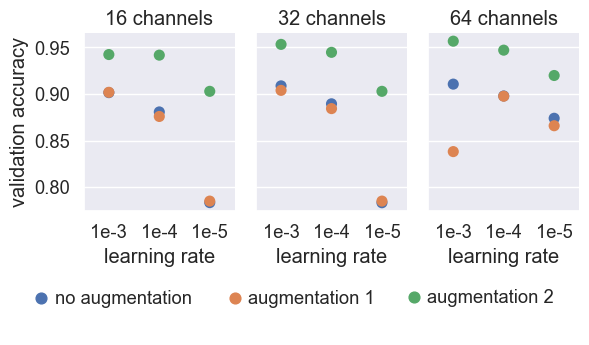 16 channels 32 channels 64 channels
0.95
0.90
0.85
0.80
validation accuracy
1e-3 1e-4 1e-5 1e-3 1e-4 1e-5 1e-3 1e-4 1e-5
learning rate learning rate learning rate
no augmentation augmentation 1 augmentation 2